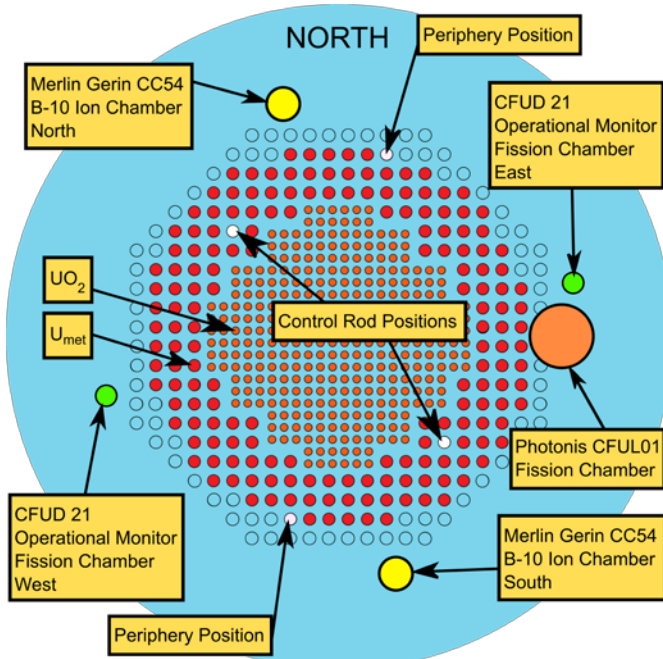 NORTH
Periphery Position
Merlin Gerin CC54
B-10 Ion Chamber
North
CFUD 21
Operational Monitor
Fission Chamber
East
UO2
Control Rod Positions
Umet
Photonis CFUL01
Fission Chamber
CFUD 21
Operational Monitor
Fission Chamber
West
Merlin Gerin CC54
B-10 Ion Chamber
South
Periphery Position